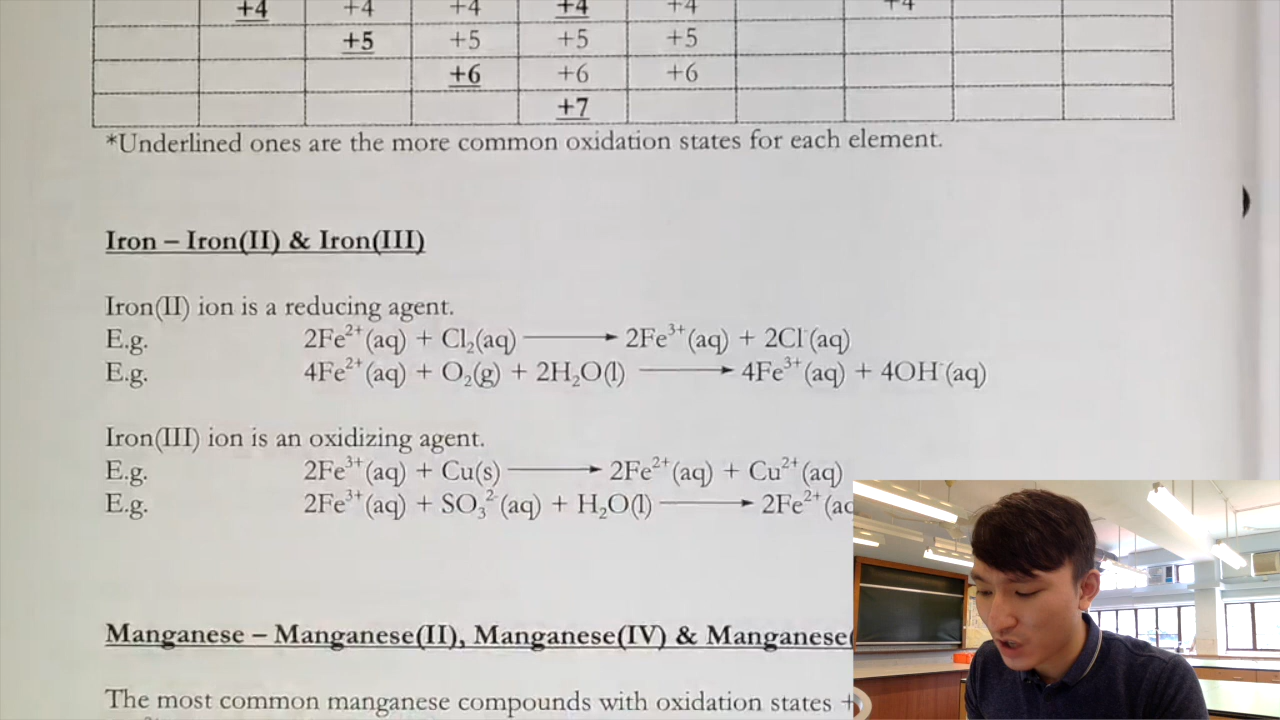 +4 +4 +4 +4 +4 +4
+5 +5 +5 +5
+6 +6 +6
+7
*Underlined ones are the more common oxidation states for each element.
Iron – Iron(II) & Iron(III)
Iron(II) ion is a reducing agent.
E.g. 2Fe²⁺(aq) + Cl₂(aq) ⟶ 2Fe³⁺(aq) + 2Cl⁻(aq)
E.g. 4Fe²⁺(aq) + O₂(g) + 2H₂O(l) ⟶ 4Fe³⁺(aq) + 4OH⁻(aq)
Iron(III) ion is an oxidizing agent.
E.g. 2Fe³⁺(aq) + Cu(s) ⟶ 2Fe²⁺(aq) + Cu²⁺(aq)
E.g. 2Fe³⁺(aq) + SO₃²⁻(aq) + H₂O(l) ⟶ 2Fe²⁺(a
Manganese – Manganese(II), Manganese(IV) & Manganese(
The most common manganese compounds with oxidation states +